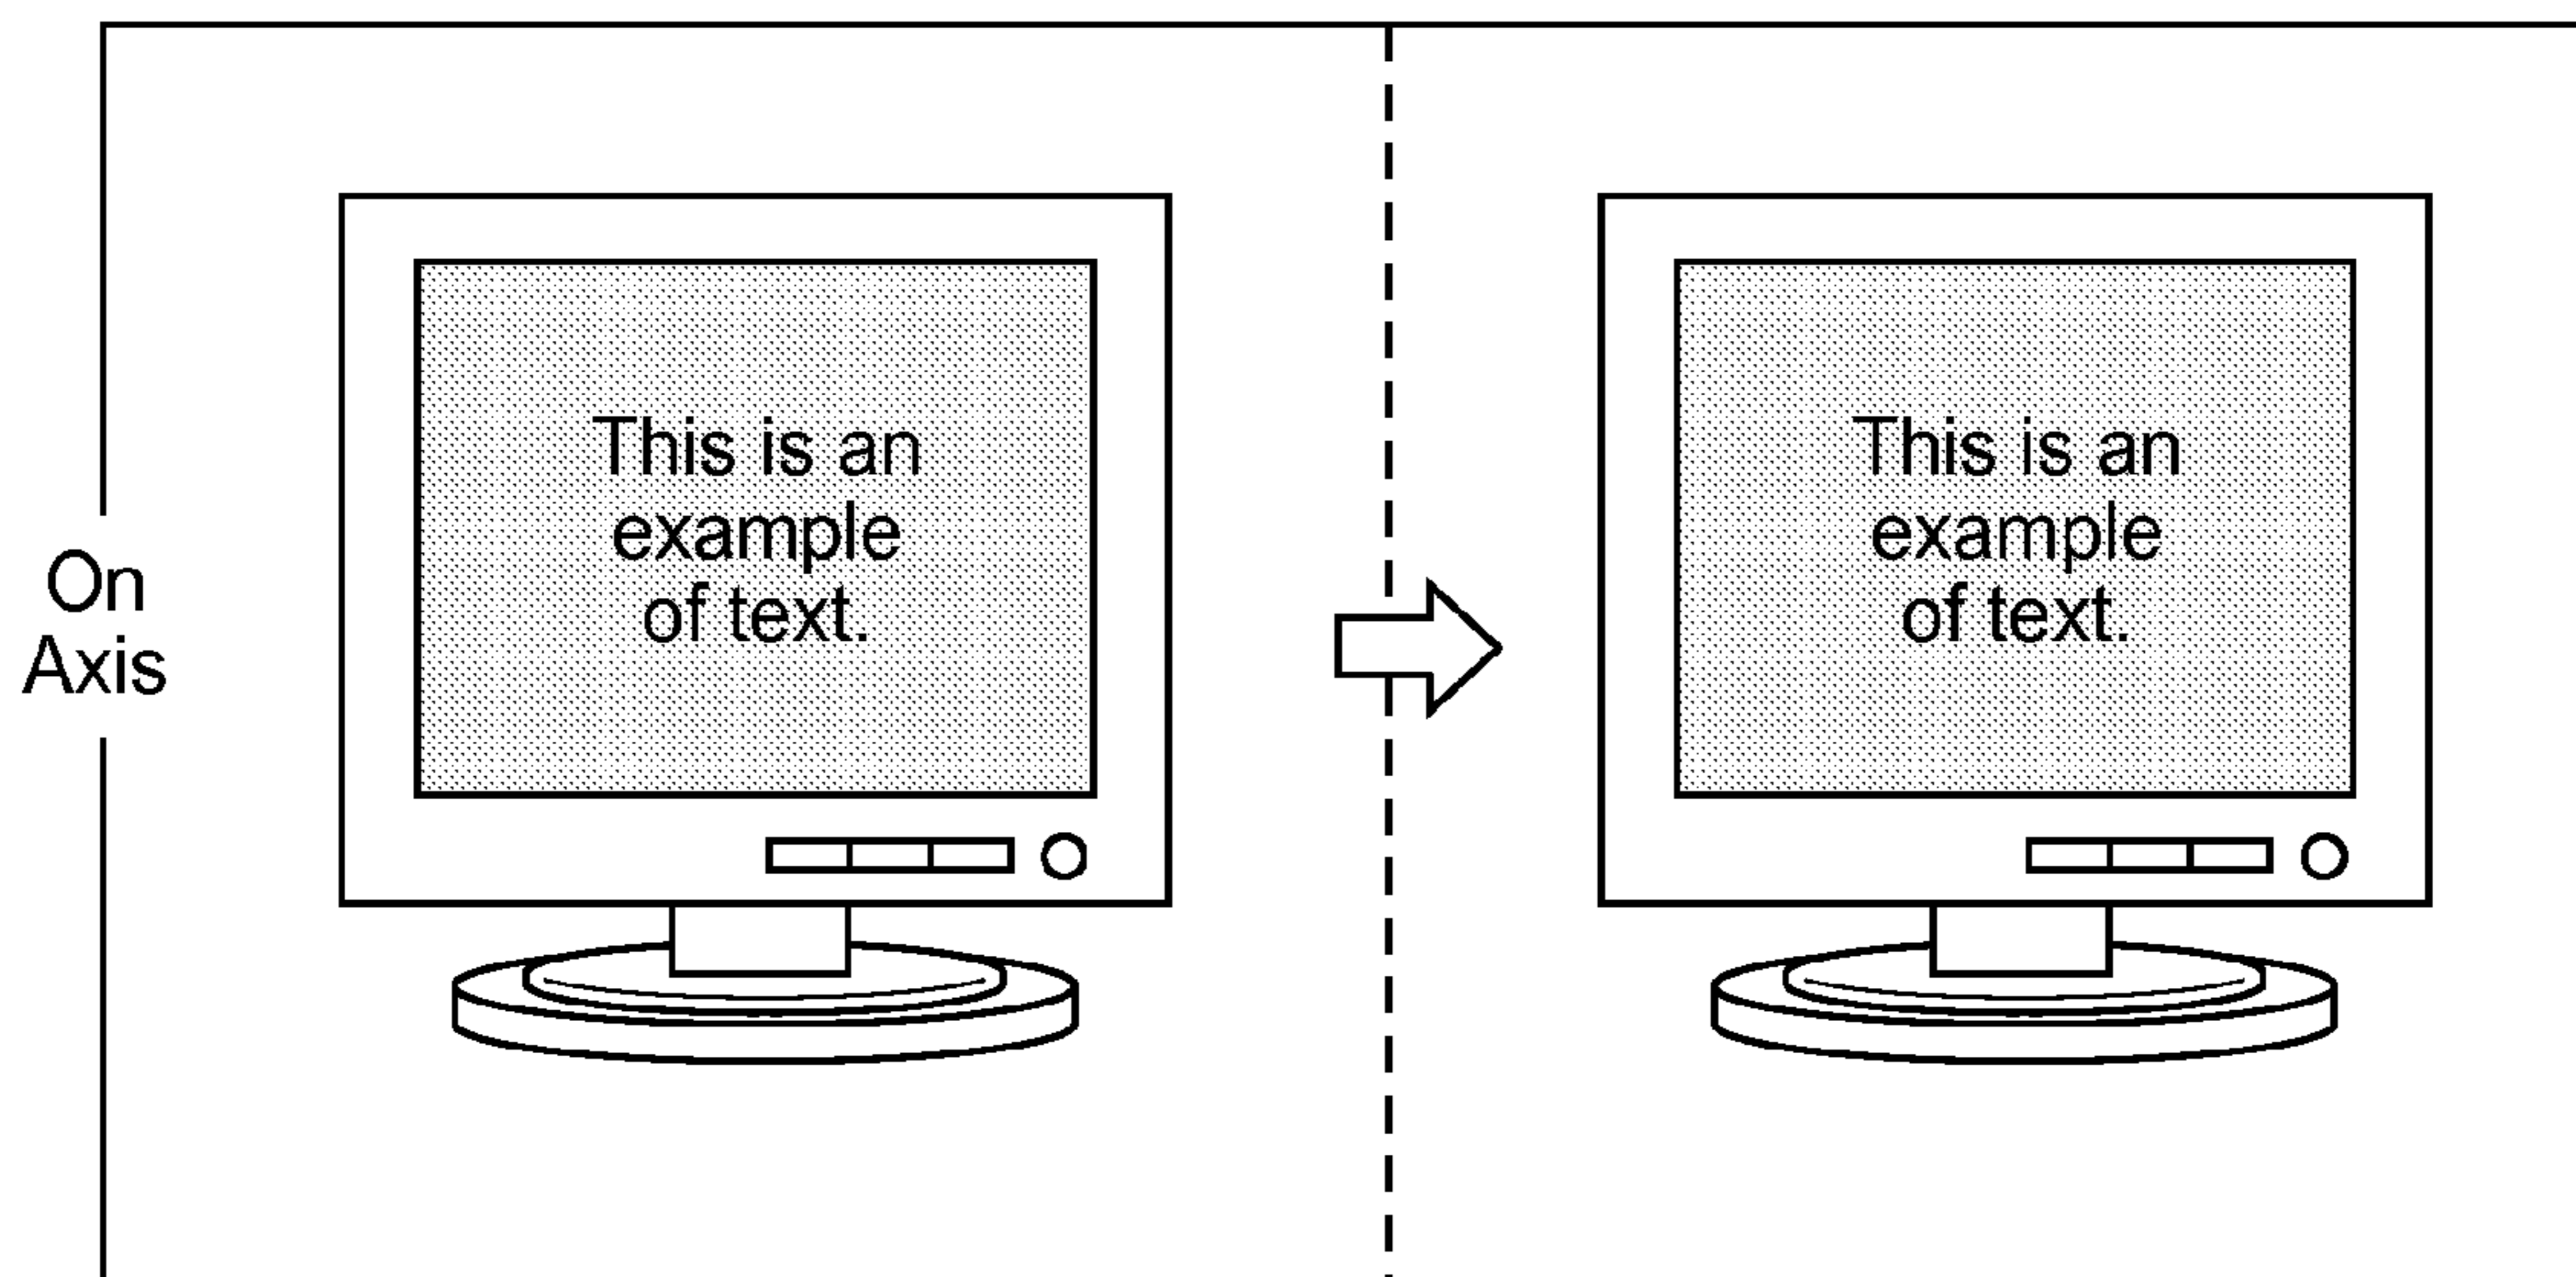 On
Axis
This is an
example
of text.
This is an
example
of text.